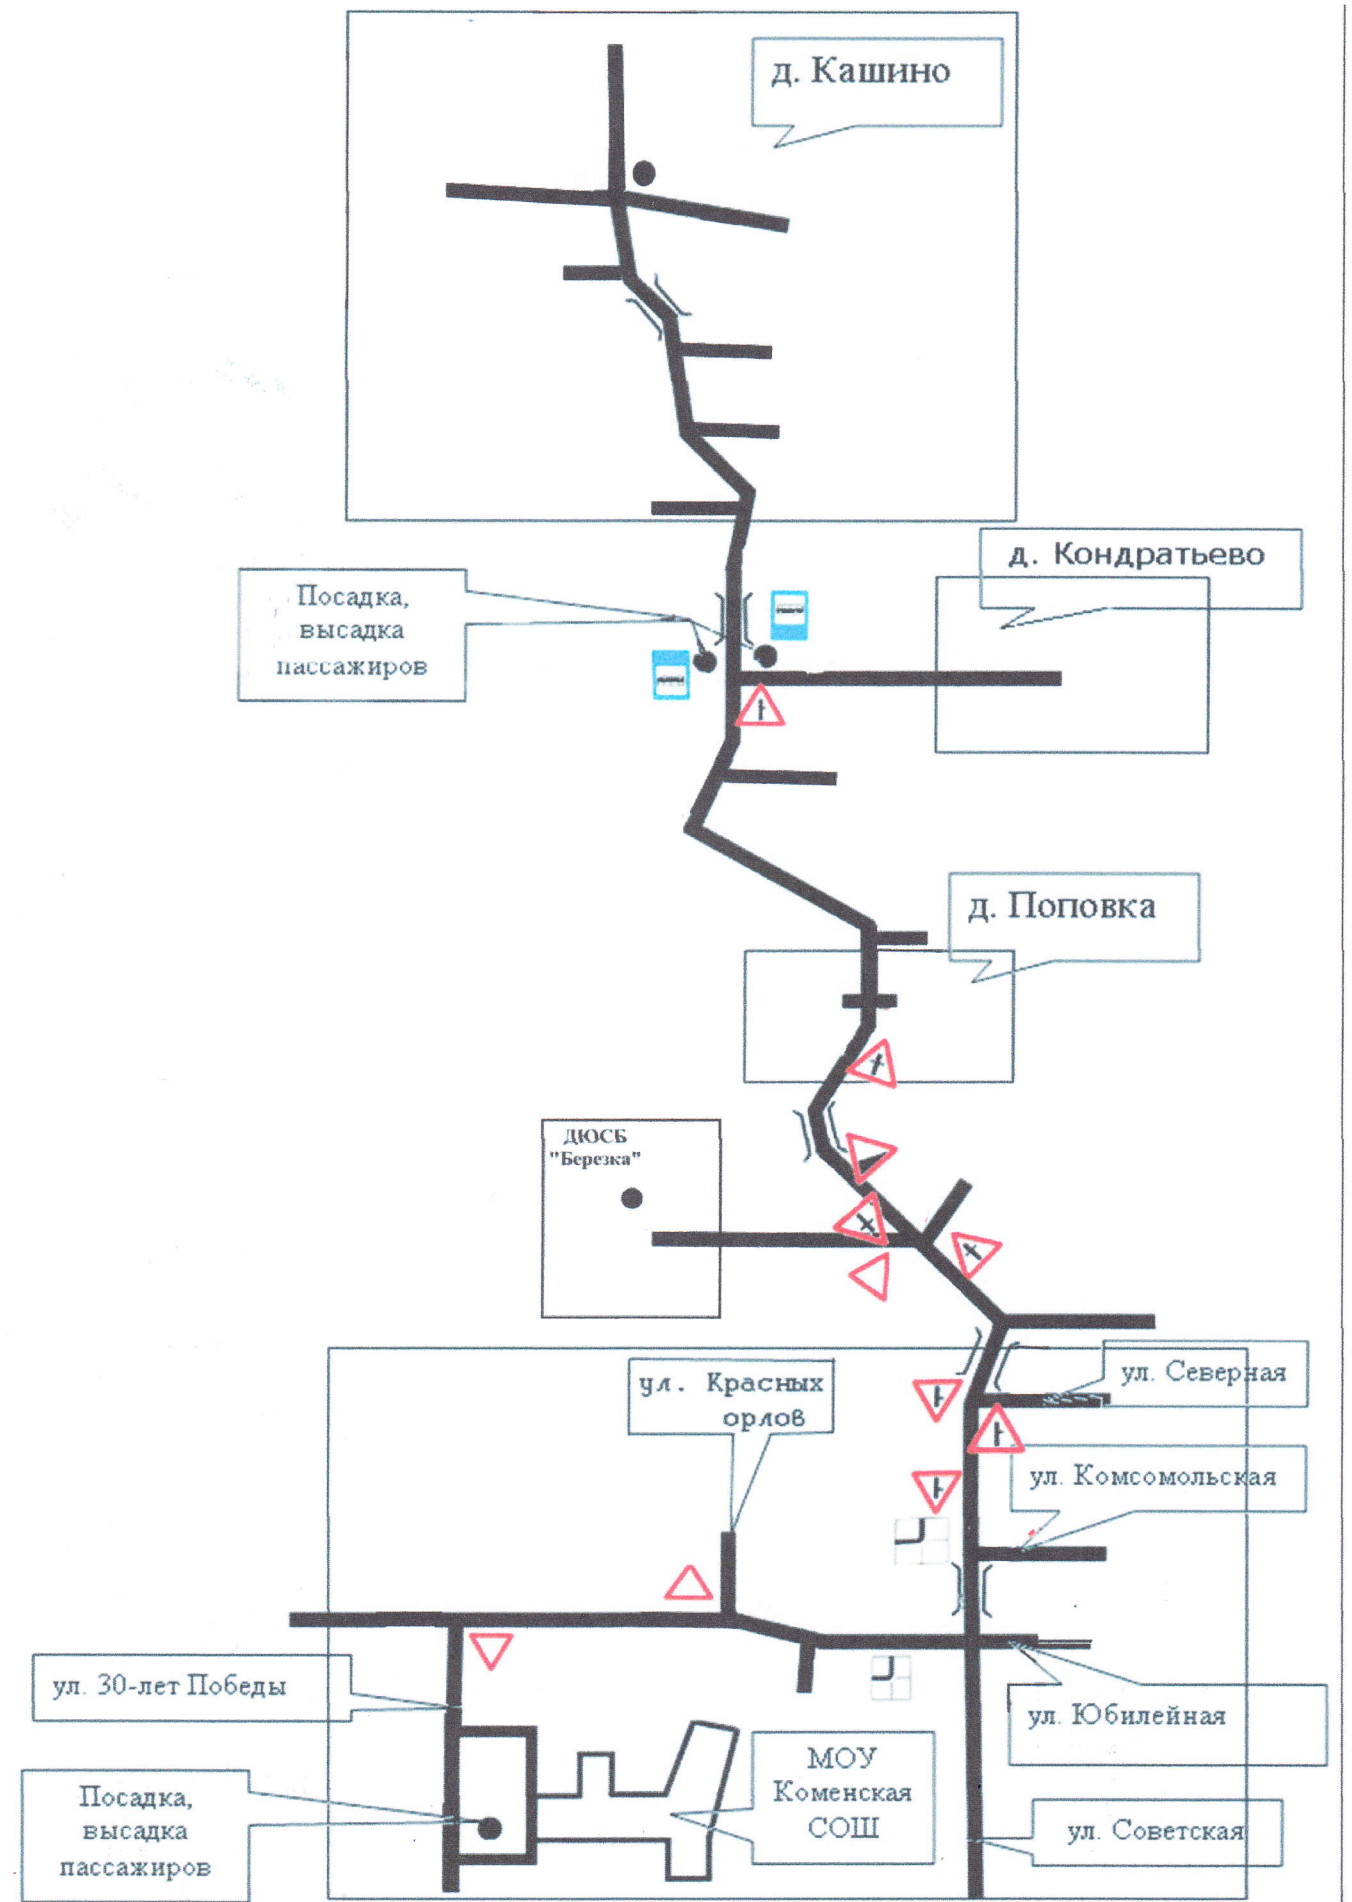 д. Кашино
д. Кондратьево
Посадка,
высадка
пассажиров
д. Поповка
ДЮСБ
"Березка"
ул. Северная
ул. Красных
орлов
ул. Комсомольская
ул. 30-лет Победы
ул. Юбилейная
МОУ
Коменская
СОШ
Посадка,
высадка
пассажиров
ул. Советская